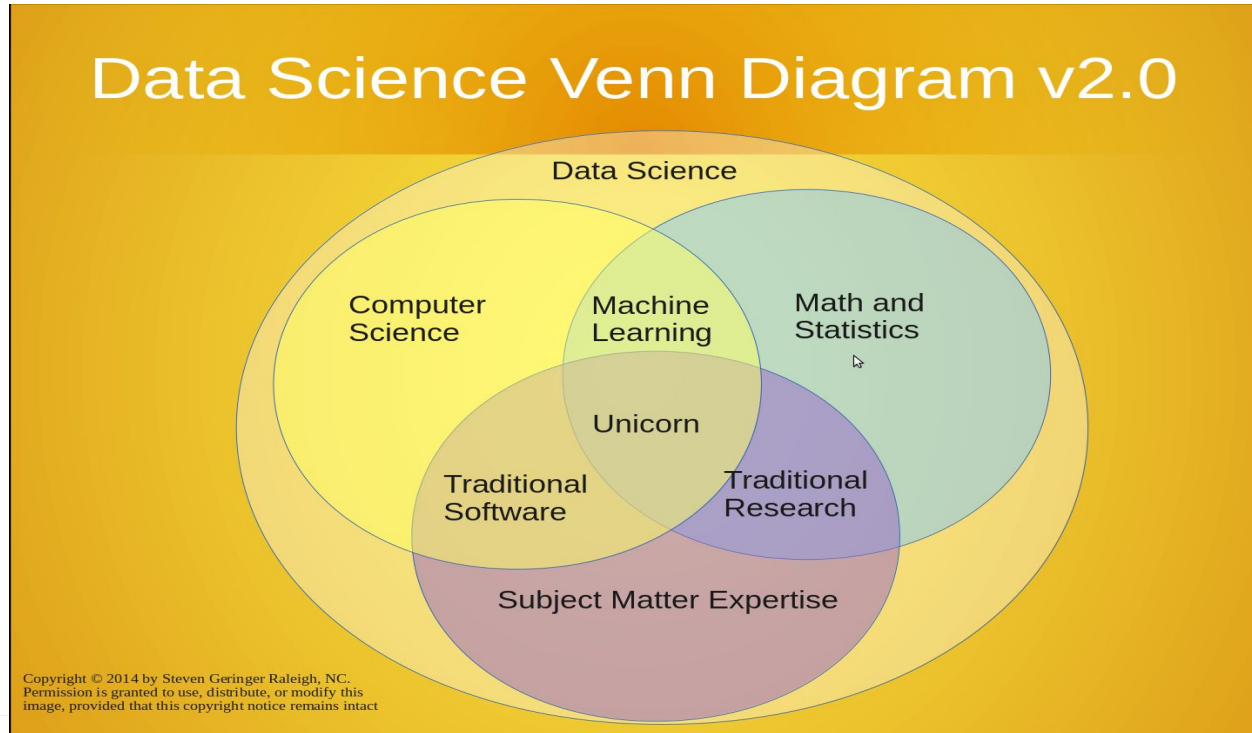 Data Science Venn Diagram v2.0
Data Science
Computer
Science
Machine
Learning
Math and
Statistics
Unicorn
Traditional
Software
Traditional
Research
Subject Matter Expertise
Copyright © 2014 by Steven Geringer Raleigh, NC.
Permission is granted to use, distribute, or modify this
image, provided that this copyright notice remains intact